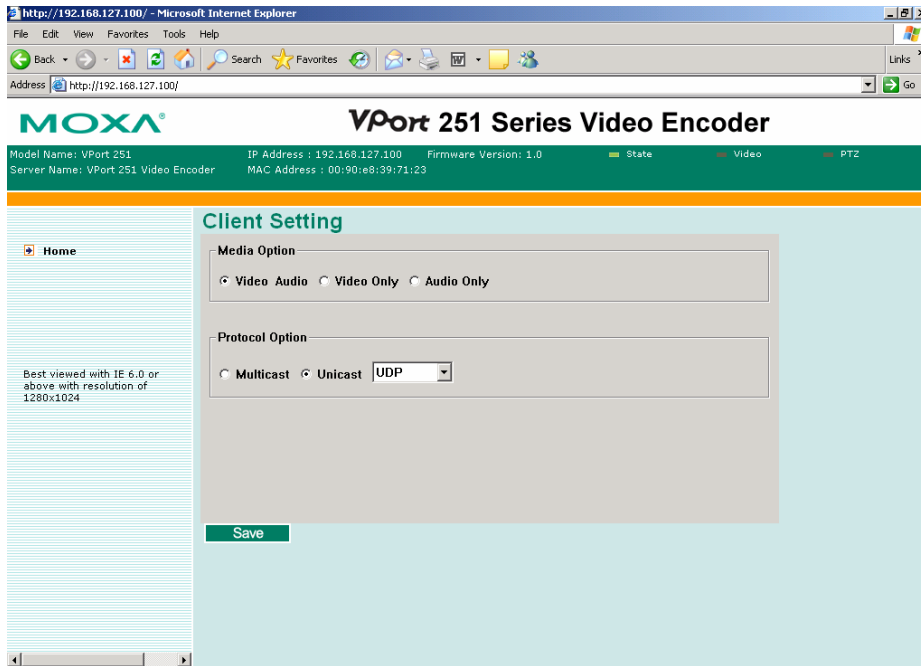 http://192.168.127.100/ - Microsoft Internet Explorer
File Edit View Favorites Tools Help
Back Search Favorites Links
Address http://192.168.127.100/ Go
MOXA® VPort 251 Series Video Encoder
Model Name: VPort 251 IP Address : 192.168.127.100 Firmware Version: 1.0 State Video PTZ
Server Name: VPort 251 Video Encoder MAC Address : 00:90:e8:39:71:23
Client Setting
Home
Media Option
Video Audio Video Only Audio Only
Protocol Option
Multicast Unicast UDP
Best viewed with IE 6.0 or
above with resolution of
1280x1024
Save